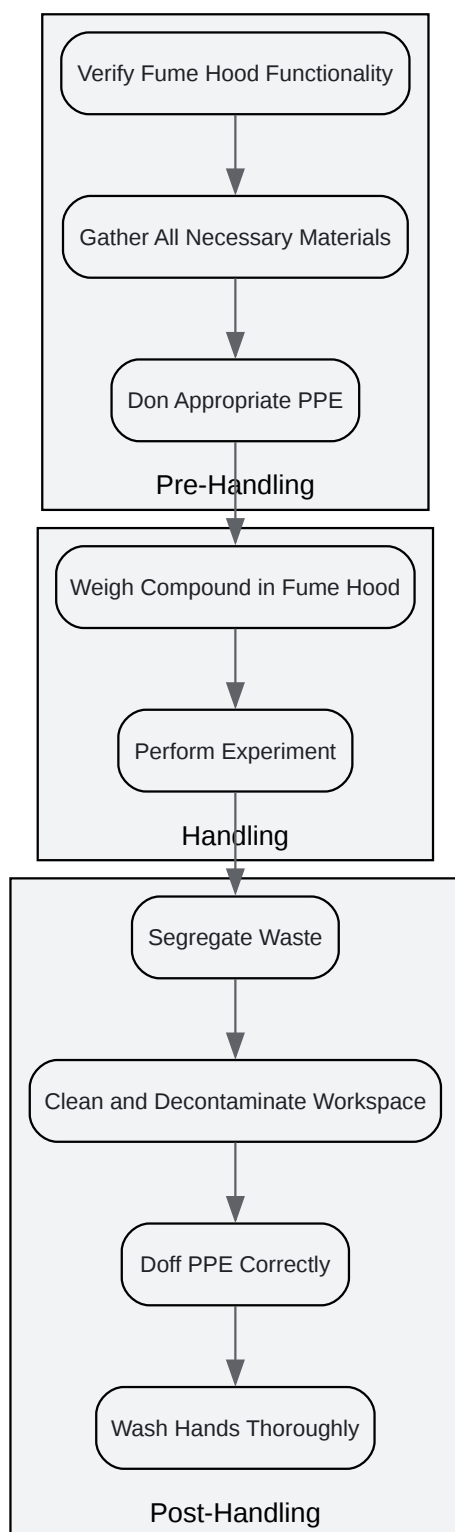 Verify Fume Hood Functionality
Gather All Necessary Materials
Don Appropriate PPE
Pre-Handling
Weigh Compound in Fume Hood
Perform Experiment
Handling
Segregate Waste
Clean and Decontaminate Workspace
Doff PPE Correctly
Wash Hands Thoroughly
Post-Handling